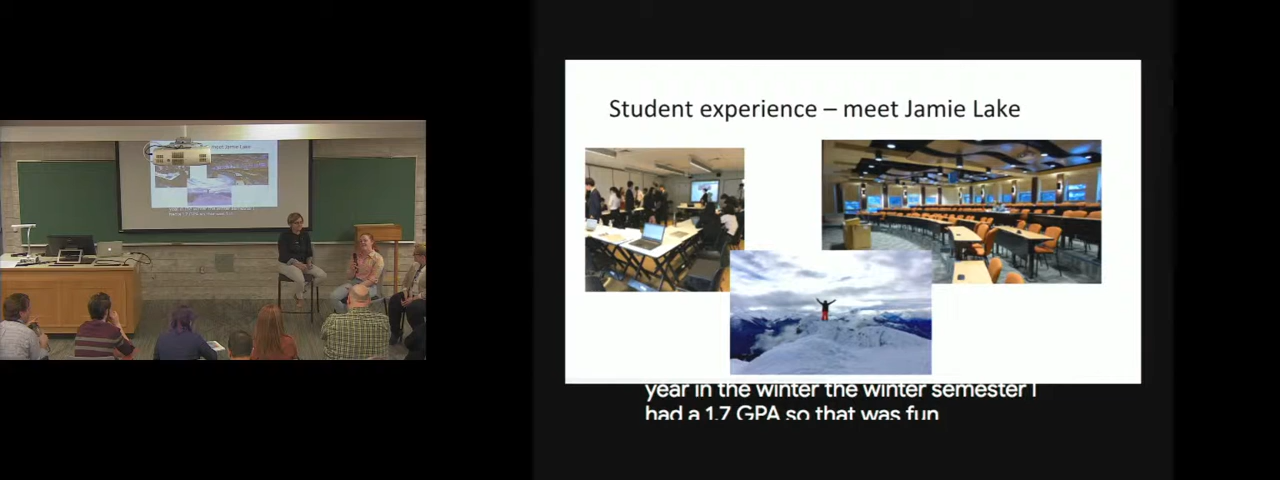 Student experience – meet Jamie Lake
year in the winter the winter semester I
had a 1.7 GPA so that was fun